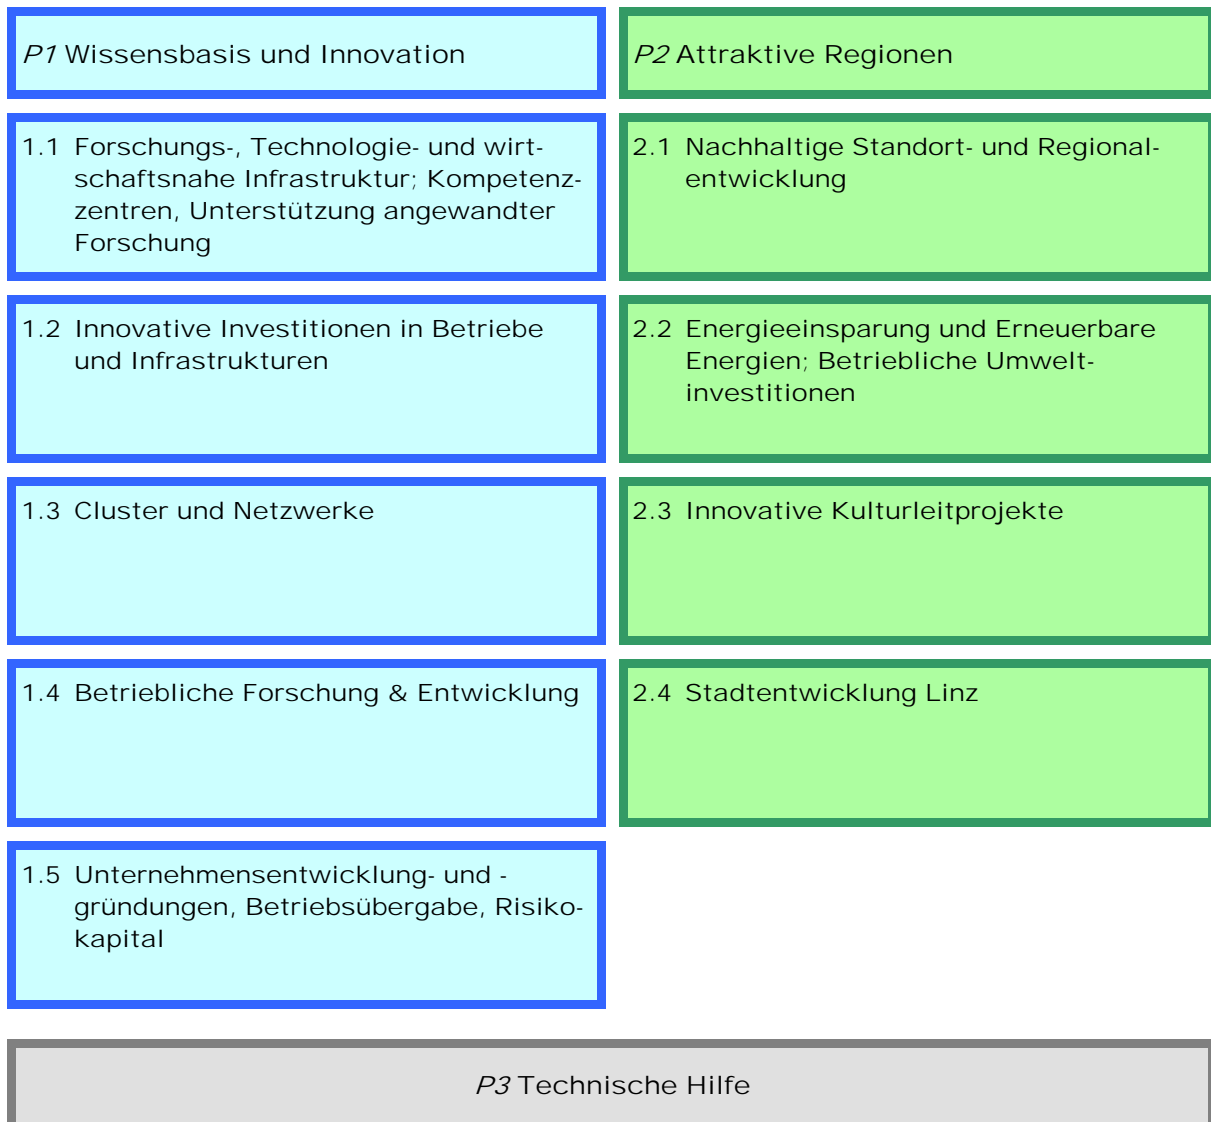 P1 Wissensbasis und Innovation
1.1 Forschungs-, Technologie- und wirt-
schaftsnahe Infrastruktur; Kompetenz-
zentren, Unterstützung angewandter
Forschung
1.2 Innovative Investitionen in Betriebe
und Infrastrukturen
1.3 Cluster und Netzwerke
1.4 Betriebliche Forschung & Entwicklung
1.5 Unternehmensentwicklung- und -
gründungen, Betriebsübergabe, Risiko-
kapital
P2 Attraktive Regionen
2.1 Nachhaltige Standort- und Regional-
entwicklung
2.2 Energieeinsparung und Erneuerbare
Energien; Betriebliche Umwelt-
investitionen
2.3 Innovative Kulturleitprojekte
2.4 Stadtentwicklung Linz
P3 Technische Hilfe